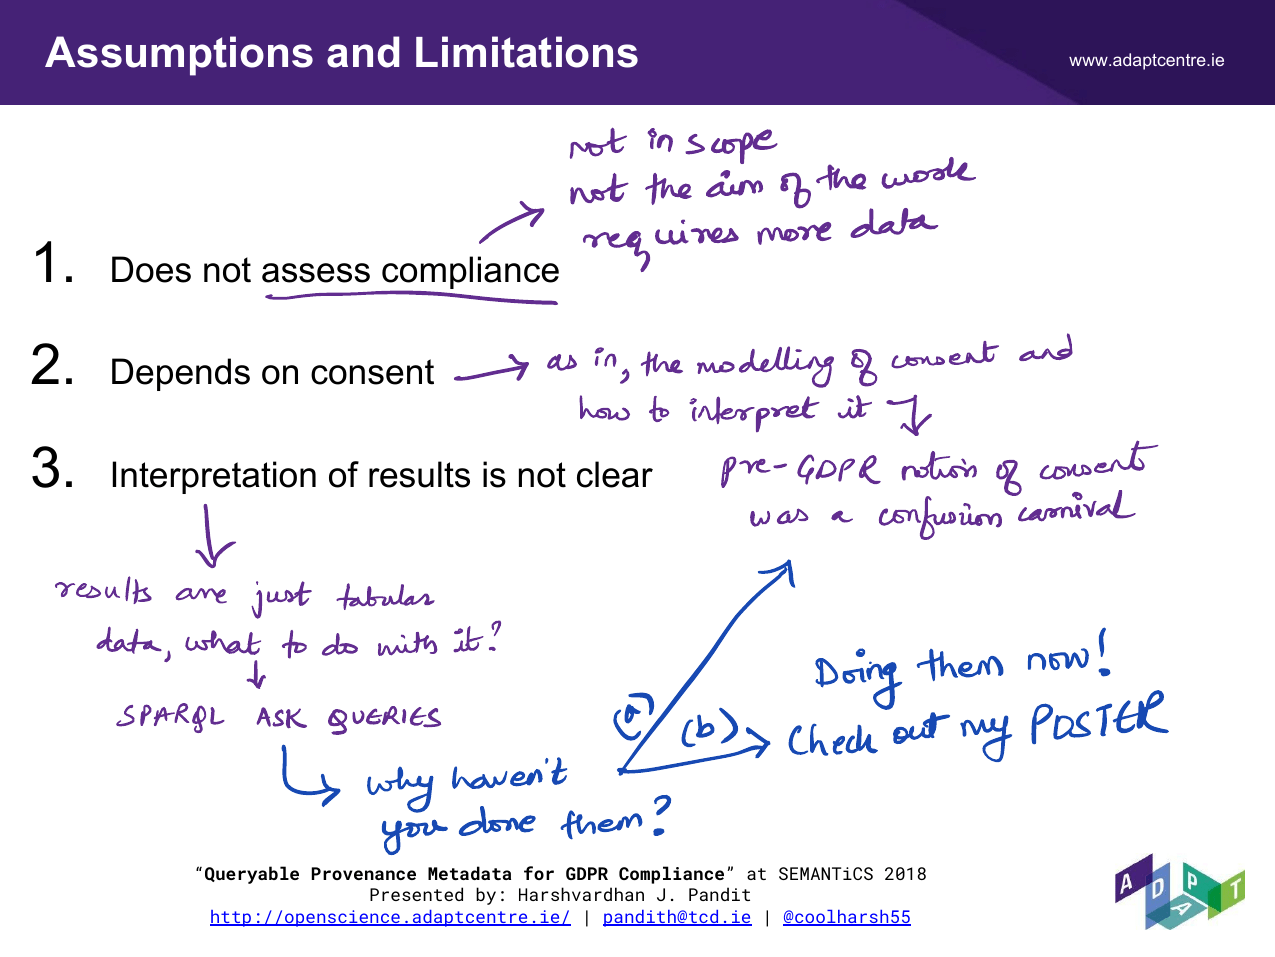 Assumptions and Limitations
www.adaptcentre.ie
not in scope
not the aim of the work
requires more data
1. Does not assess compliance
2. Depends on consent
as in, the modelling of consent and
how to interpret it
3. Interpretation of results is not clear
pre-GDPR notion of consent
was a confusion carnival
results are just tabular
data, what to do with it?
SPARQL ASK QUERIES
why haven't
you done them?
(a)
(b)
Doing them now!
Check out my POSTER
“Queryable Provenance Metadata for GDPR Compliance” at SEMANTiCS 2018
Presented by: Harshvardhan J. Pandit
http://openscience.adaptcentre.ie/ | pandith@tcd.ie | @coolharsh55
ADAPT